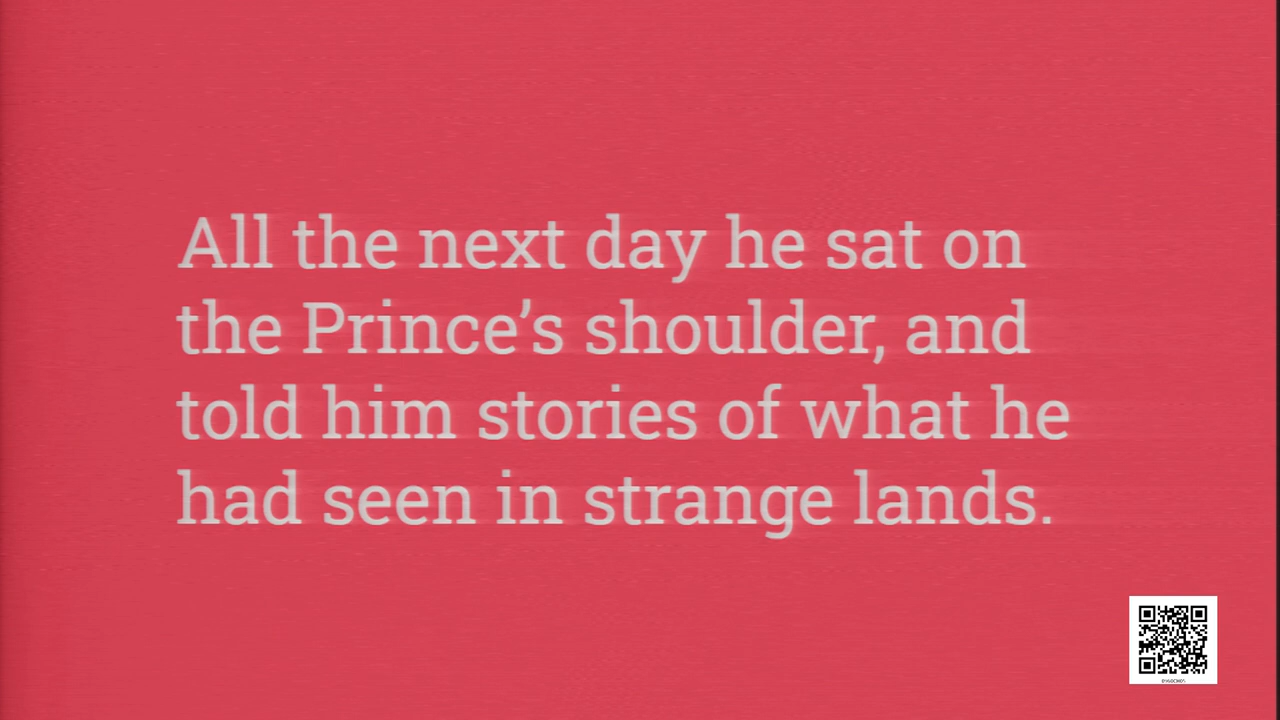 All the next day he sat on
the Prince’s shoulder, and
told him stories of what he
had seen in strange lands.